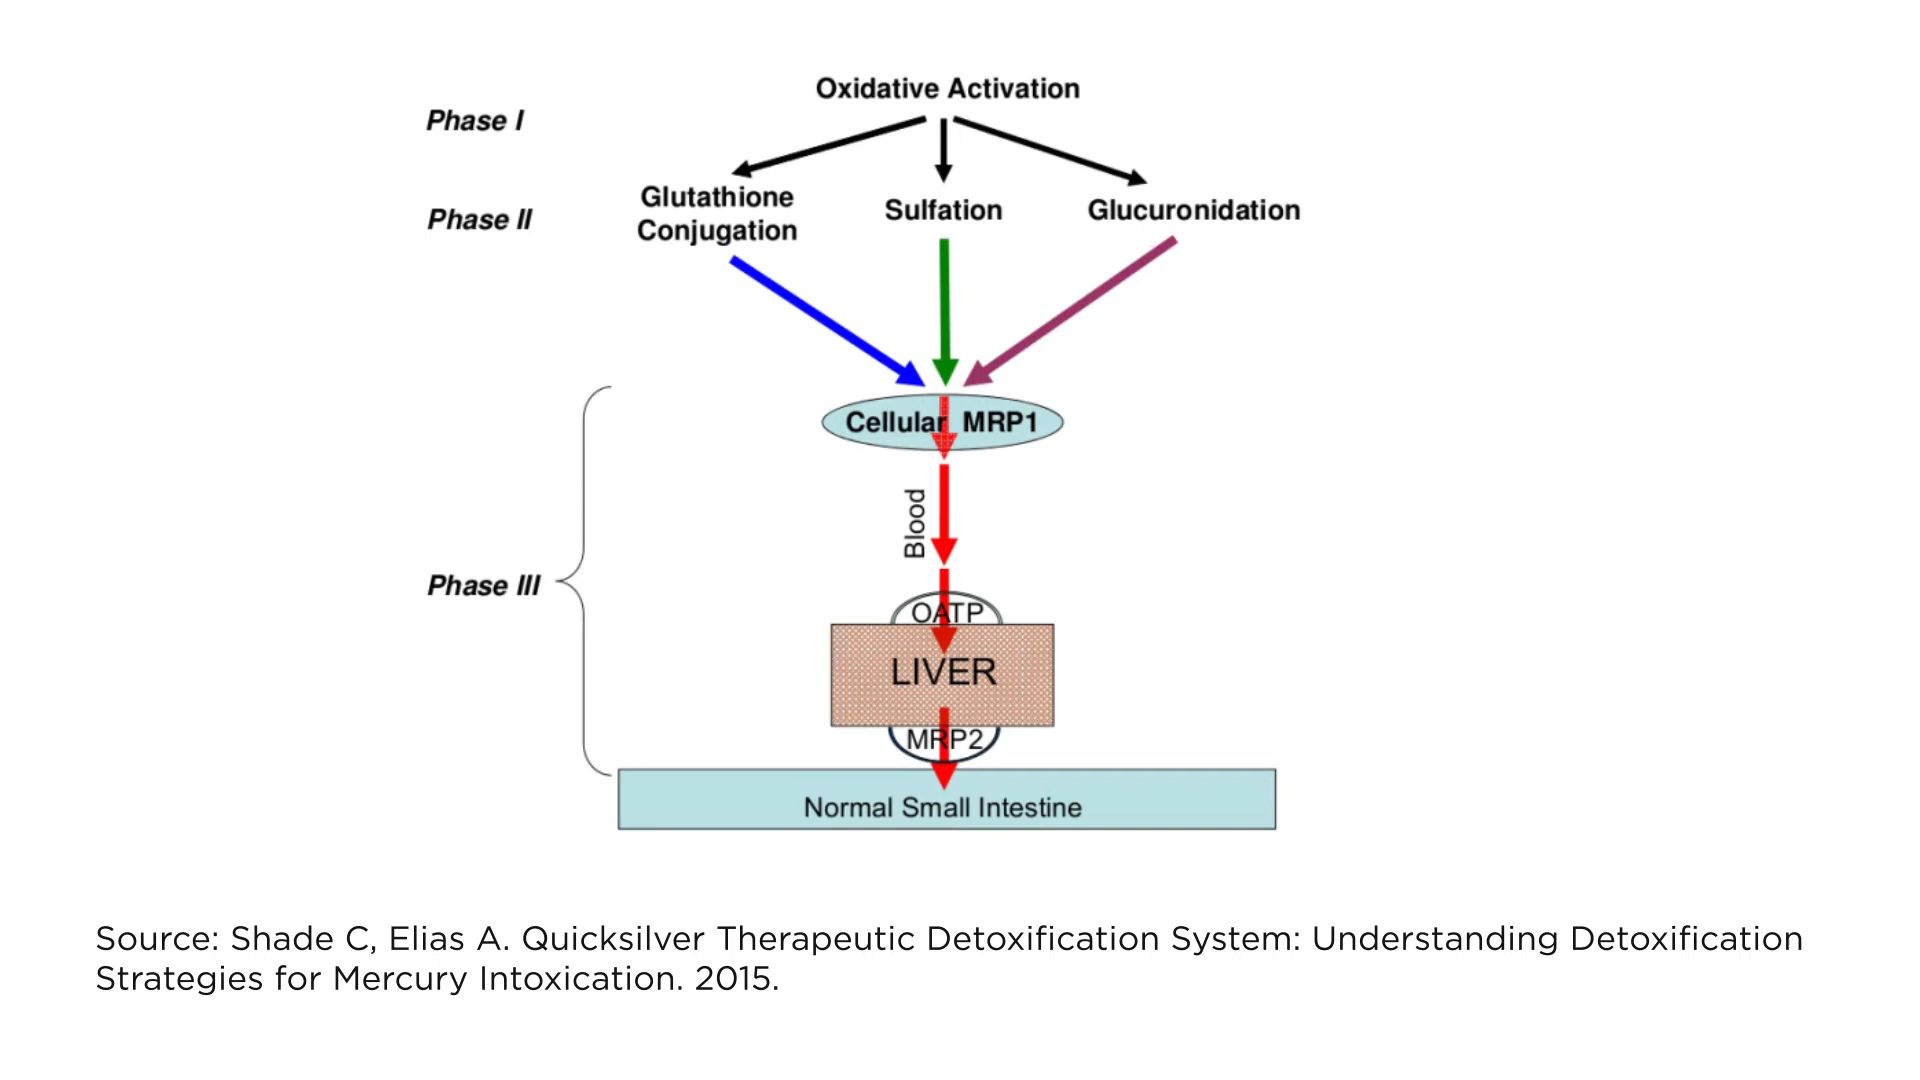 Oxidative Activation
Phase I
Glutathione
Conjugation
Sulfation
Glucuronidation
Phase II
Cellular MRP1
Blood
Phase III
OATP
LIVER
MRP2
Normal Small Intestine
Source: Shade C, Elias A. Quicksilver Therapeutic Detoxification System: Understanding Detoxification
Strategies for Mercury Intoxication. 2015.